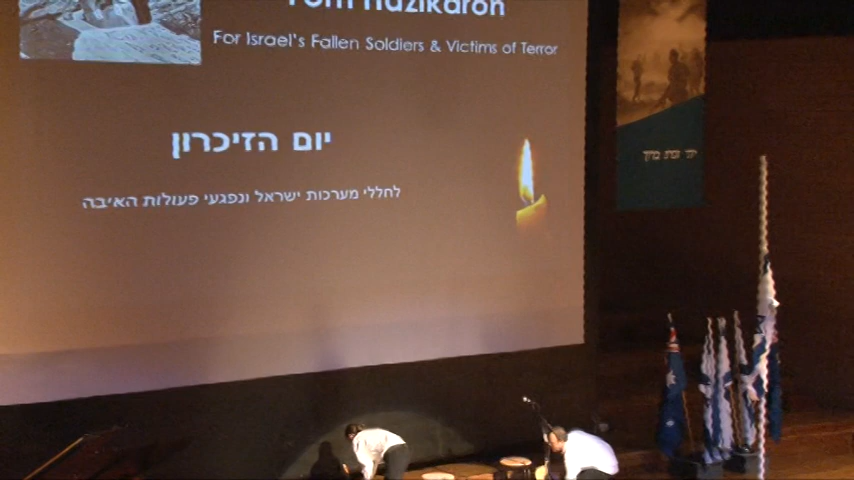 Yom Hazikaron
For Israel's Fallen Soldiers & Victims of Terror
יום הזיכרון
לחללי מערכות ישראל ונפגעי פעולות האיבה